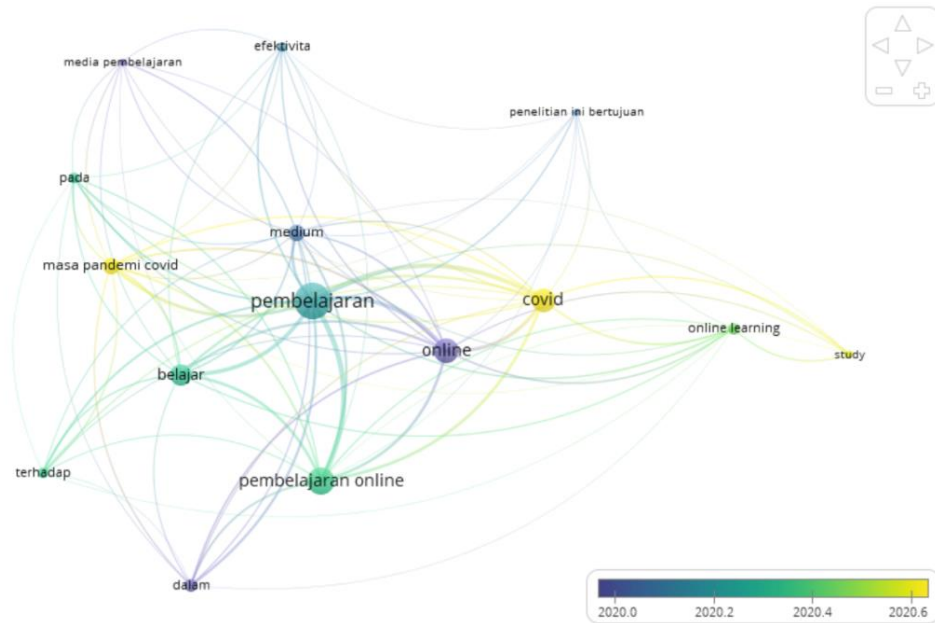 efektivita
media pembelajaran
penelitian ini bertujuan
pada
medium
masa pandemi covid
pembelajaran
covid
online learning
online
study
belajar
terhadap
pembelajaran online
dalam
2020.0 2020.2 2020.4 2020.6